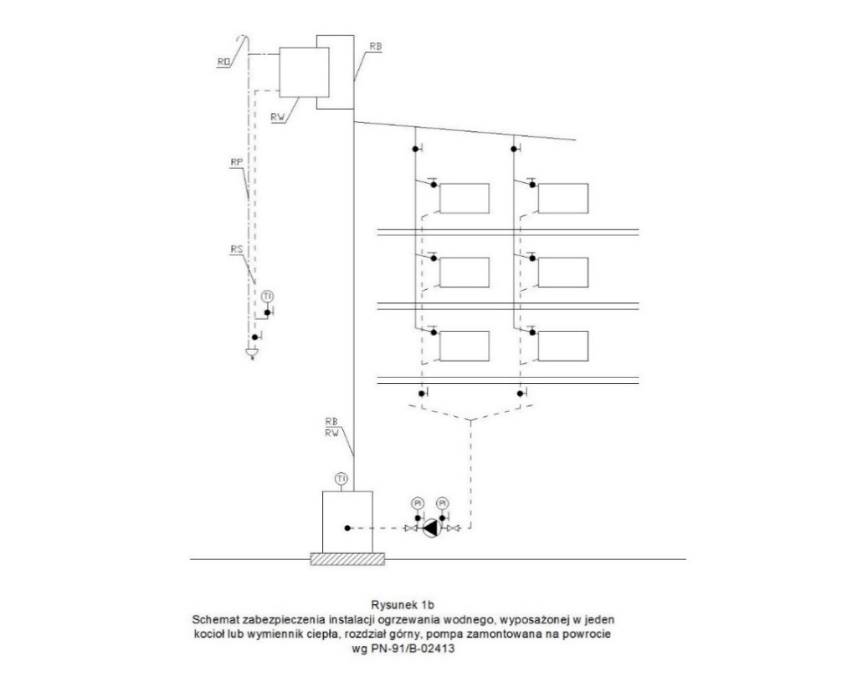 RO
RB
RW
RP
RS
TI
RB
RW
TI
PI PI
Rysunek 1b
Schemat zabezpieczenia instalacji ogrzewania wodnego, wyposażonej w jeden
kocioł lub wymiennik ciepła, rozdział górny, pompa zamontowana na powrocie
wg PN-91/B-02413